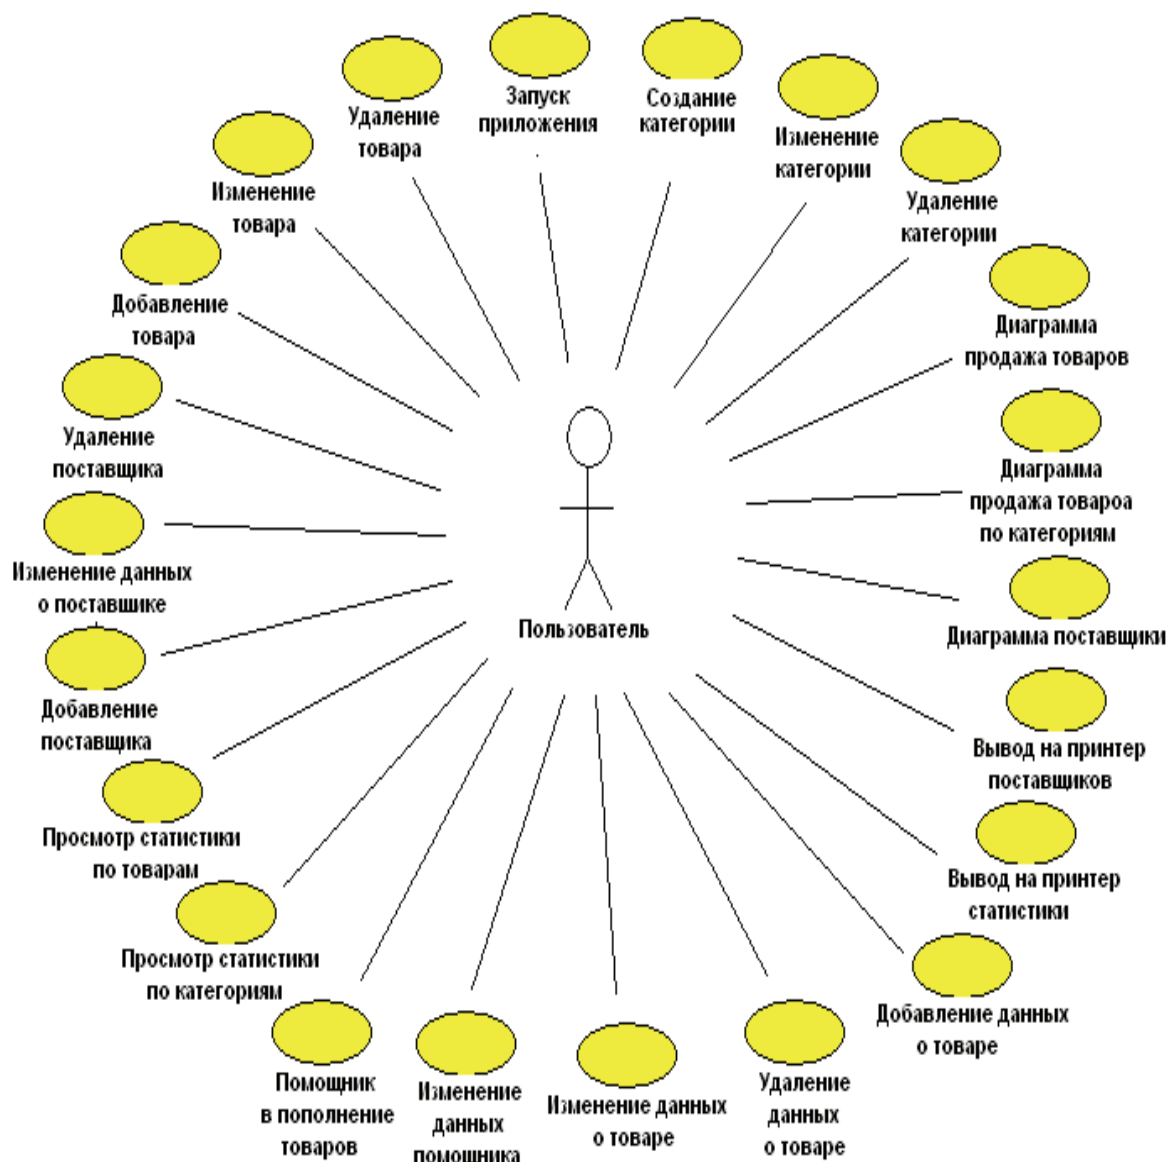 Запуск
приложения
Создание
категории
Изменение
категории
Удаление
категории
Диаграмма
продажа товаров
Диаграмма
продажа товароа
по категориям
Диаграмма поставщики
Вывод на принтер
поставщиков
Вывод на принтер
статистики
Добавление данных
о товаре
Удаление
данных
о товаре
Изменение данных
о товаре
Изменение
данных
помощника
Помощник
в пополнение
товаров
Просмотр статистики
по категориям
Просмотр статистики
по товарам
Добавление
поставщика
Изменение данных
о поставшике
Удаление
поставщика
Добавление
товара
Изменение
товара
Удаление
товара
Пользователь